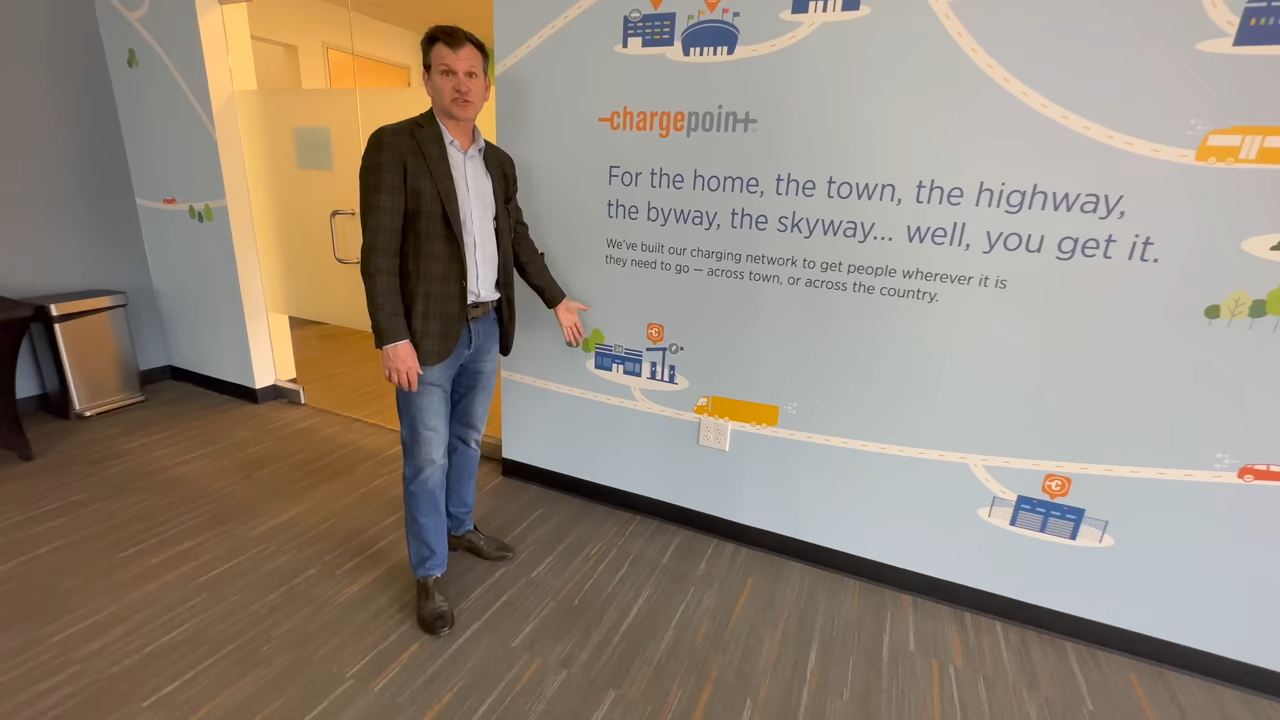 chargepoint
For the home, the town, the highway,
the byway, the skyway... well, you get it.
We've built our charging network to get people wherever it is
they need to go — across town, or across the country.